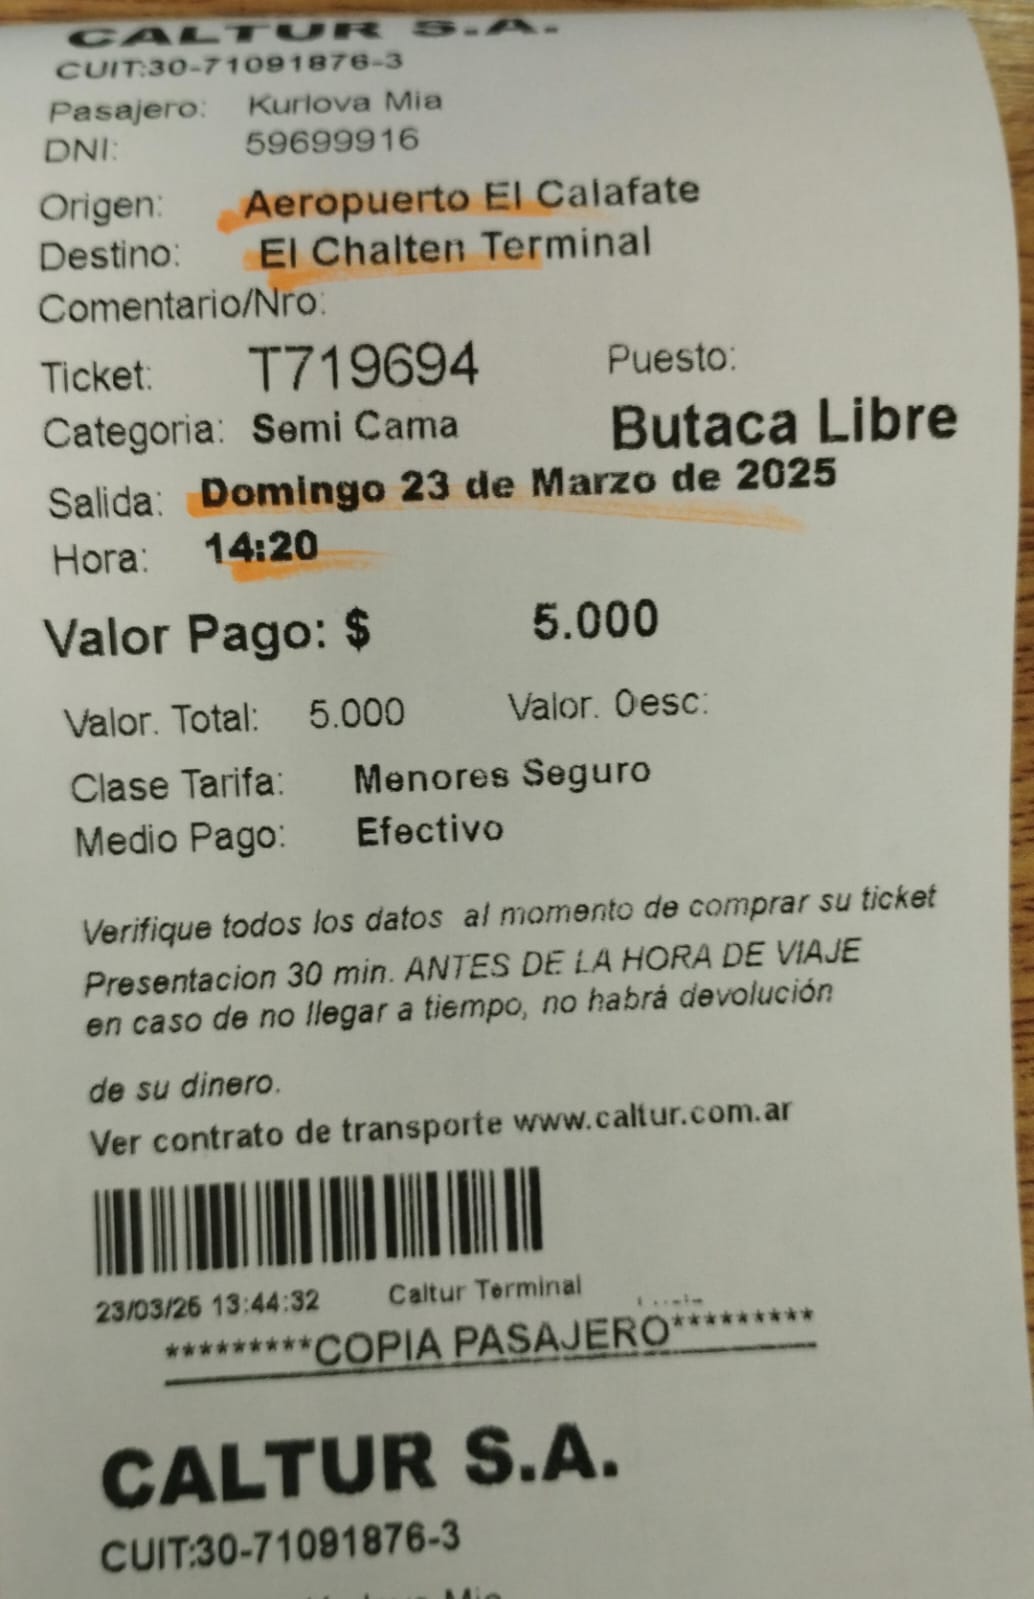 CALTUR S.A.
CUIT:30-71091876-3
Pasajero: Kurlova Mia
DNI: 59699916
Origen: Aeropuerto El Calafate
Destino: El Chalten Terminal
Comentario/Nro:
Ticket: T719694 Puesto:
Categoria: Semi Cama Butaca Libre
Salida: Domingo 23 de Marzo de 2025
Hora: 14:20
Valor Pago: $ 5.000
Valor. Total: 5.000 Valor. Desc:
Clase Tarifa: Menores Seguro
Medio Pago: Efectivo
Verifique todos los datos al momento de comprar su ticket
Presentacion 30 min. ANTES DE LA HORA DE VIAJE
en caso de no llegar a tiempo, no habrá devolución
de su dinero.
Ver contrato de transporte www.caltur.com.ar
23/03/25 13:44:32 Caltur Terminal
*********COPIA PASAJERO*********
CALTUR S.A.
CUIT:30-71091876-3